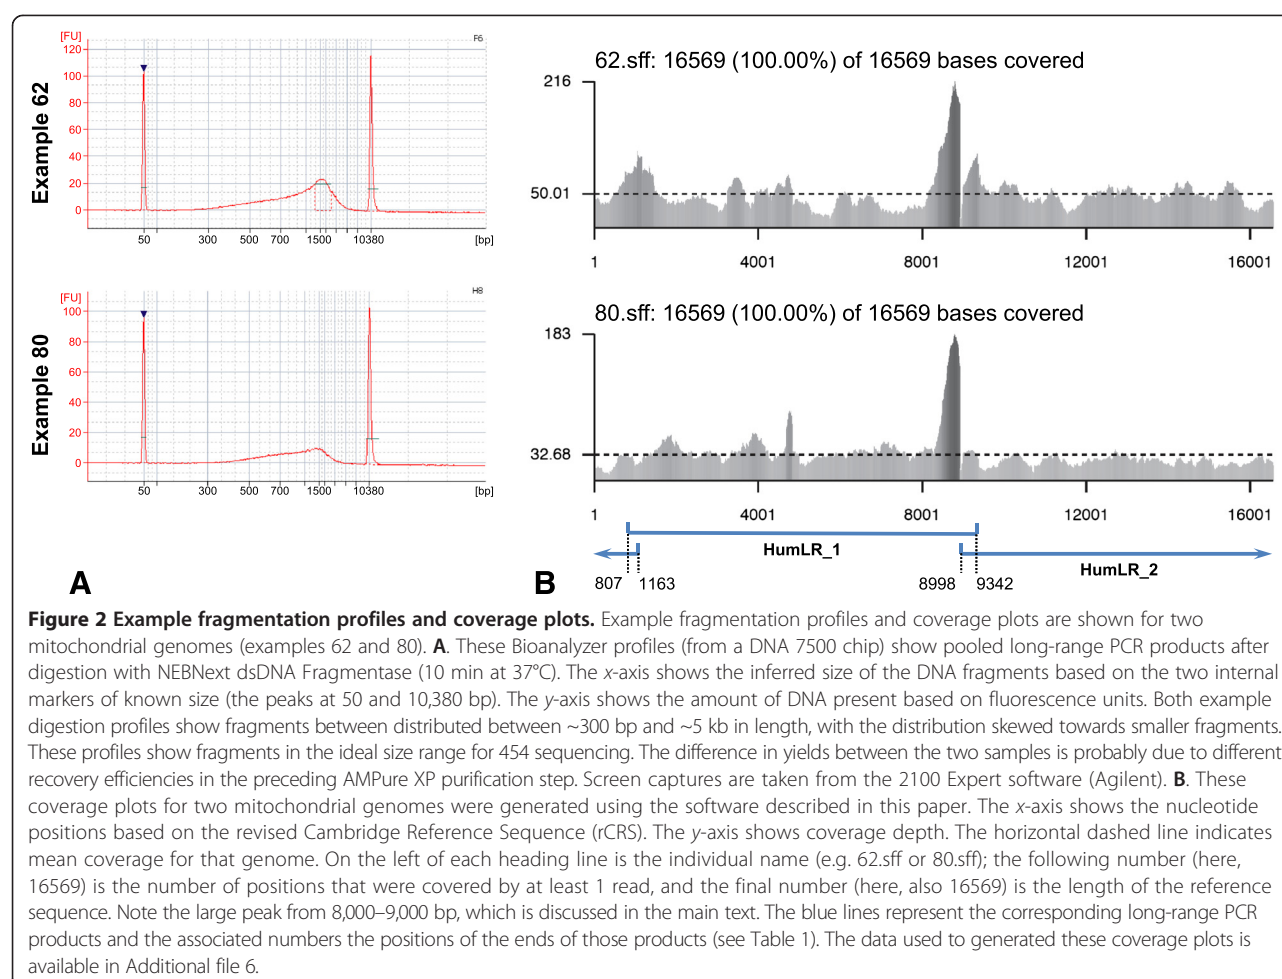 Example 62
[FU]
F6
120
100
80
60
40
20
0
50 300 500 700 1500 10380 [bp]
62.sff: 16569 (100.00%) of 16569 bases covered
216
50.01
1 4001 8001 12001 16001
Example 80
[FU]
H8
100
80
60
40
20
0
50 300 500 700 1500 10380 [bp]
80.sff: 16569 (100.00%) of 16569 bases covered
183
32.68
1 4001 8001 12001 16001
HumLR_1
HumLR_2
807 1163 8998 9342
A B
Figure 2 Example fragmentation profiles and coverage plots. Example fragmentation profiles and coverage plots are shown for two
mitochondrial genomes (examples 62 and 80). A. These Bioanalyzer profiles (from a DNA 7500 chip) show pooled long-range PCR products after
digestion with NEBNext dsDNA Fragmentase (10 min at 37°C). The x-axis shows the inferred size of the DNA fragments based on the two internal
markers of known size (the peaks at 50 and 10,380 bp). The y-axis shows the amount of DNA present based on fluorescence units. Both example
digestion profiles show fragments between distributed between ~300 bp and ~5 kb in length, with the distribution skewed towards smaller fragments.
These profiles show fragments in the ideal size range for 454 sequencing. The difference in yields between the two samples is probably due to different
recovery efficiencies in the preceding AMPure XP purification step. Screen captures are taken from the 2100 Expert software (Agilent). B. These
coverage plots for two mitochondrial genomes were generated using the software described in this paper. The x-axis shows the nucleotide
positions based on the revised Cambridge Reference Sequence (rCRS). The y-axis shows coverage depth. The horizontal dashed line indicates
mean coverage for that genome. On the left of each heading line is the individual name (e.g. 62.sff or 80.sff); the following number (here,
16569) is the number of positions that were covered by at least 1 read, and the final number (here, also 16569) is the length of the reference
sequence. Note the large peak from 8,000–9,000 bp, which is discussed in the main text. The blue lines represent the corresponding long-range PCR
products and the associated numbers the positions of the ends of those products (see Table 1). The data used to generated these coverage plots is
available in Additional file 6.